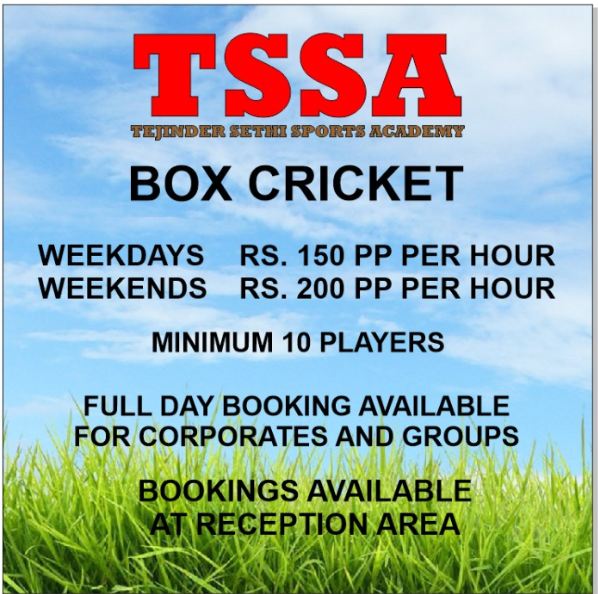 TSSA
TEJINDER SETHI SPORTS ACADEMY
BOX CRICKET
WEEKDAYS RS. 150 PP PER HOUR
WEEKENDS RS. 200 PP PER HOUR
MINIMUM 10 PLAYERS
FULL DAY BOOKING AVAILABLE
FOR CORPORATES AND GROUPS
BOOKINGS AVAILABLE
AT RECEPTION AREA